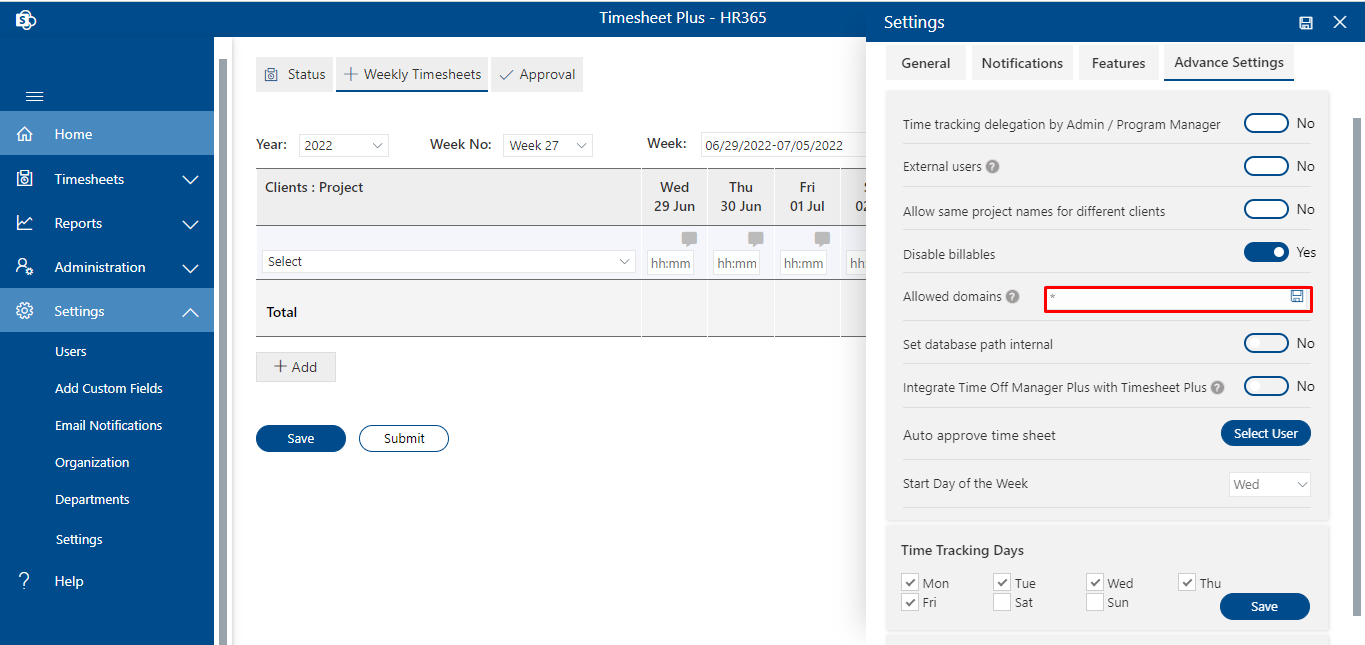 Timesheet Plus - HR365
Home
Timesheets
Reports
Administration
Settings
Users
Add Custom Fields
Email Notifications
Organization
Departments
Settings
Help
Status
Weekly Timesheets
Approval
Year: 2022 Week No: Week 27 Week: 06/29/2022-07/05/2022
Clients : Project Wed Thu Fri
29 Jun 30 Jun 01 Jul 02
Select hh:mm hh:mm hh:mm hh:
Total
Add
Save Submit
Settings
General Notifications Features Advance Settings
Time tracking delegation by Admin / Program Manager No
External users ? No
Allow same project names for different clients No
Disable billables Yes
Allowed domains ? *
Set database path internal No
Integrate Time Off Manager Plus with Timesheet Plus ? No
Auto approve time sheet Select User
Start Day of the Week Wed
Time Tracking Days
Mon Tue Wed Thu
Fri Sat Sun
Save